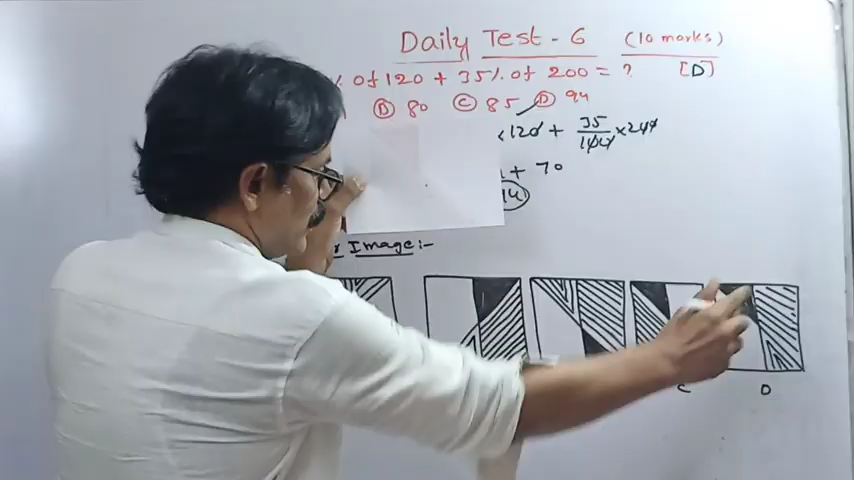 Daily Test - 6 (10 marks)
% of 120 + 35% of 200 = ? [D]
B 80 C 85 D 94
120 + 35/100 × 200
+ 70
94
Image:-
C D